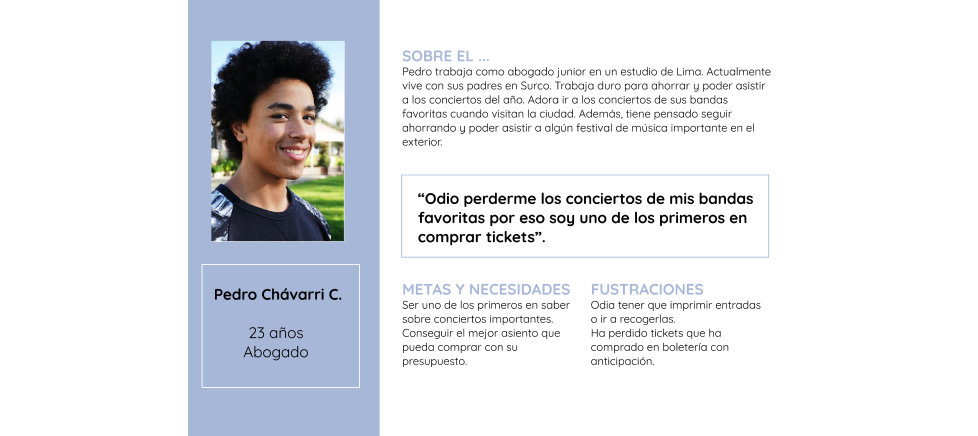 Pedro Chávarri C.
23 años
Abogado
SOBRE EL ...
Pedro trabaja como abogado junior en un estudio de Lima. Actualmente
vive con sus padres en Surco. Trabaja duro para ahorrar y poder asistir
a los conciertos del año. Adora ir a los conciertos de sus bandas
favoritas cuando visitan la ciudad. Además, tiene pensado seguir
ahorrando y poder asistir a algún festival de música importante en el
exterior.
“Odio perderme los conciertos de mis bandas
favoritas por eso soy uno de los primeros en
comprar tickets”.
METAS Y NECESIDADES
Ser uno de los primeros en saber
sobre conciertos importantes.
Conseguir el mejor asiento que
pueda comprar con su
presupuesto.
FUSTRACIONES
Odia tener que imprimir entradas
o ir a recogerlas.
Ha perdido tickets que ha
comprado en boletería con
anticipación.